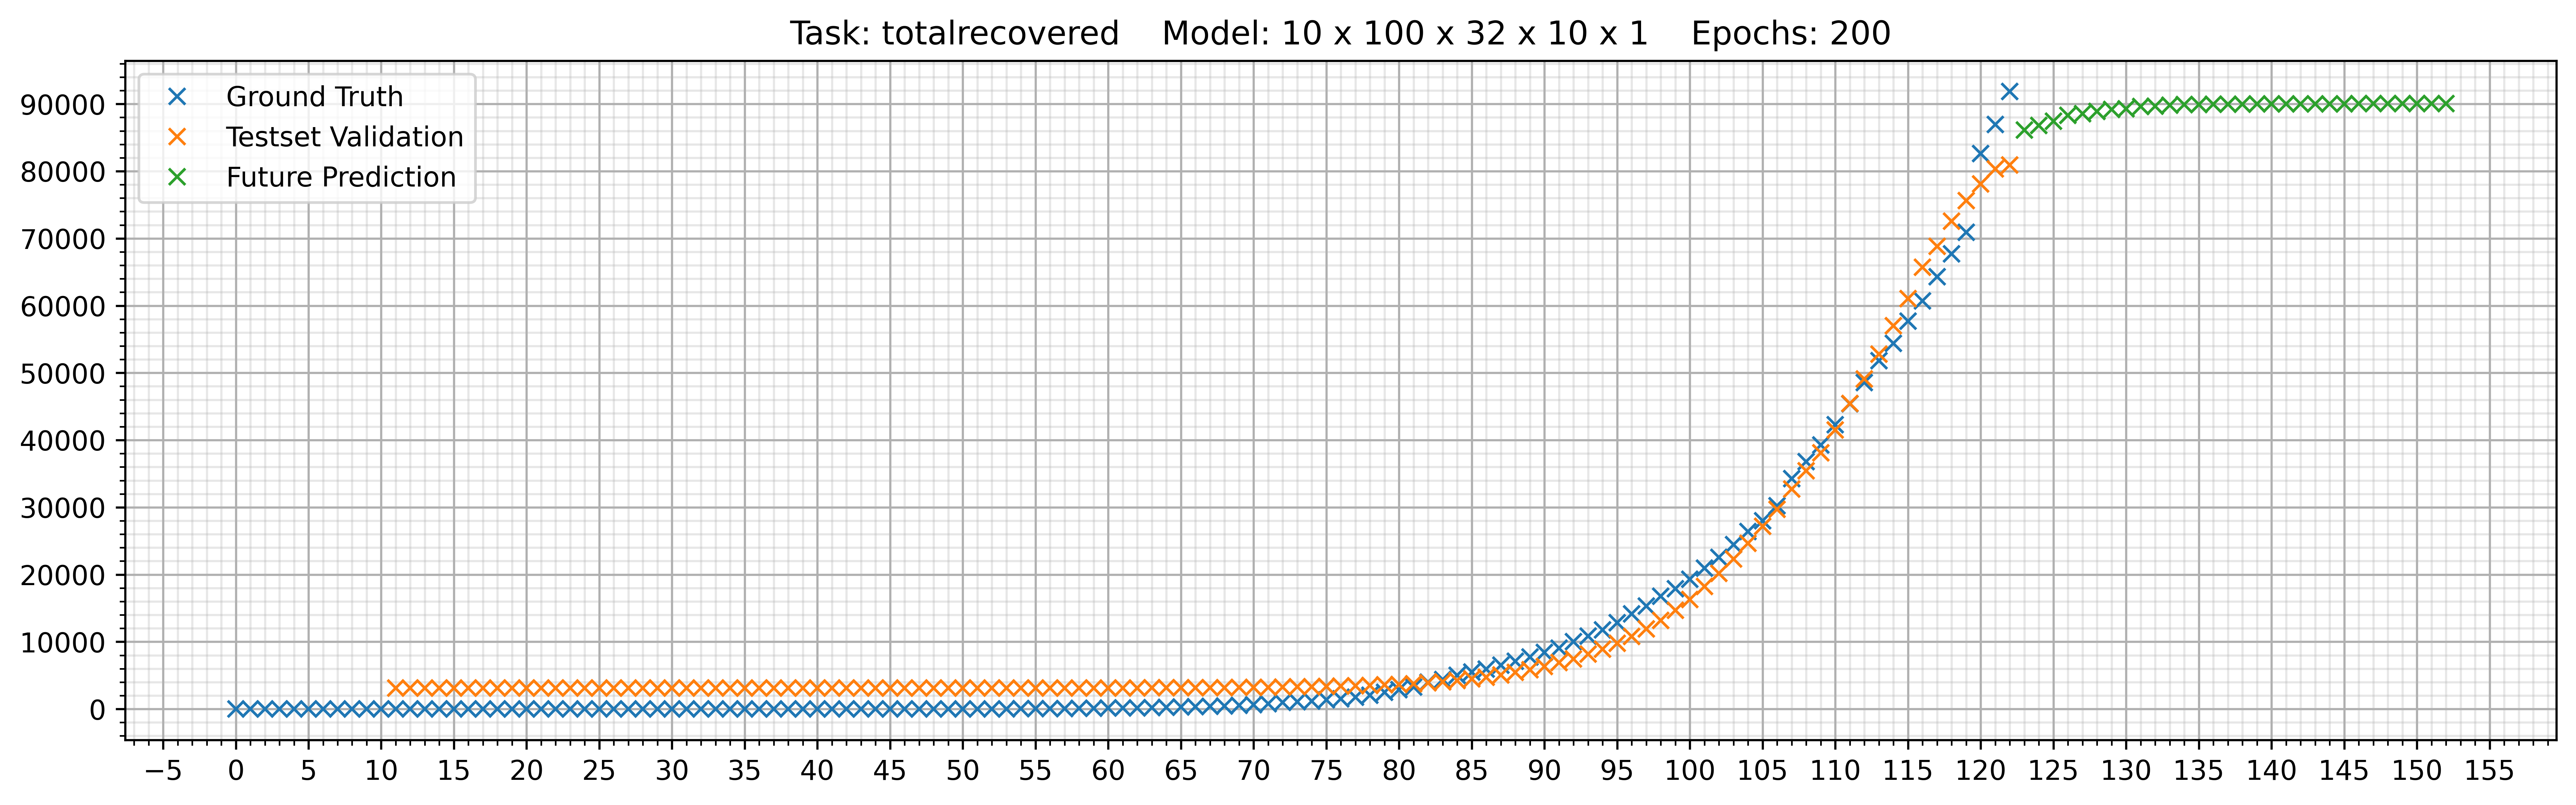 Task: totalrecovered    Model: 10 x 100 x 32 x 10 x 1    Epochs: 200
Ground Truth
Testset Validation
Future Prediction
90000
80000
70000
60000
50000
40000
30000
20000
10000
0
−5 0 5 10 15 20 25 30 35 40 45 50 55 60 65 70 75 80 85 90 95 100 105 110 115 120 125 130 135 140 145 150 155